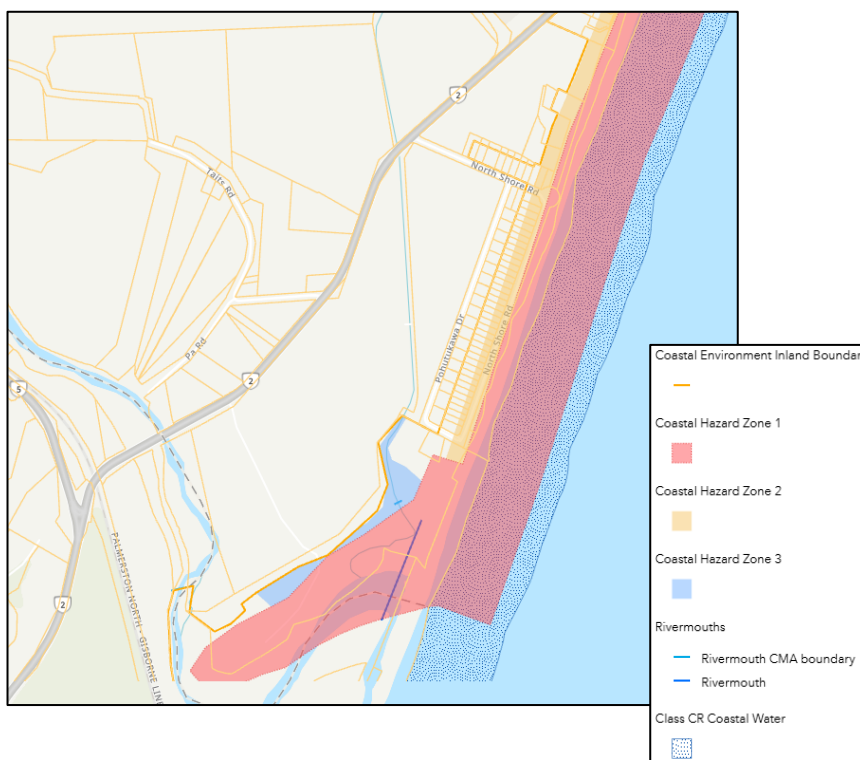 2
Taits Rd
North Shore Rd
Pohutukawa Dr
North Shore Rd
Pa Rd
5
2
2
PALMERSTON NORTH - GISBORNE LINE
Coastal Environment Inland Boundar
Coastal Hazard Zone 1
Coastal Hazard Zone 2
Coastal Hazard Zone 3
Rivermouths
Rivermouth CMA boundary
Rivermouth
Class CR Coastal Water